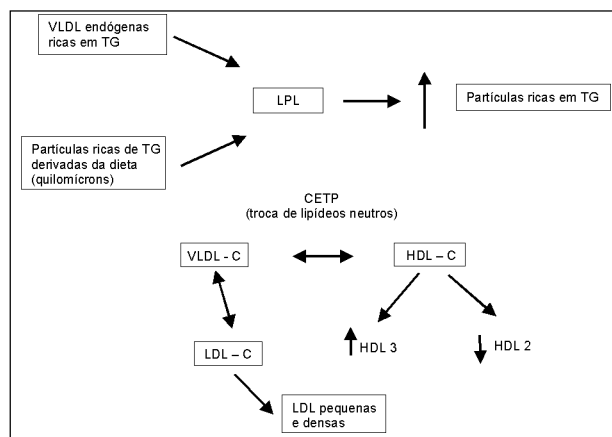 VLDL endógenas
ricas em TG
LPL
Partículas ricas em TG
Partículas ricas de TG
derivadas da dieta
(quilomícrons)
CETP
(troca de lipídeos neutros)
VLDL - C
HDL – C
LDL – C
HDL 3
HDL 2
LDL pequenas
e densas